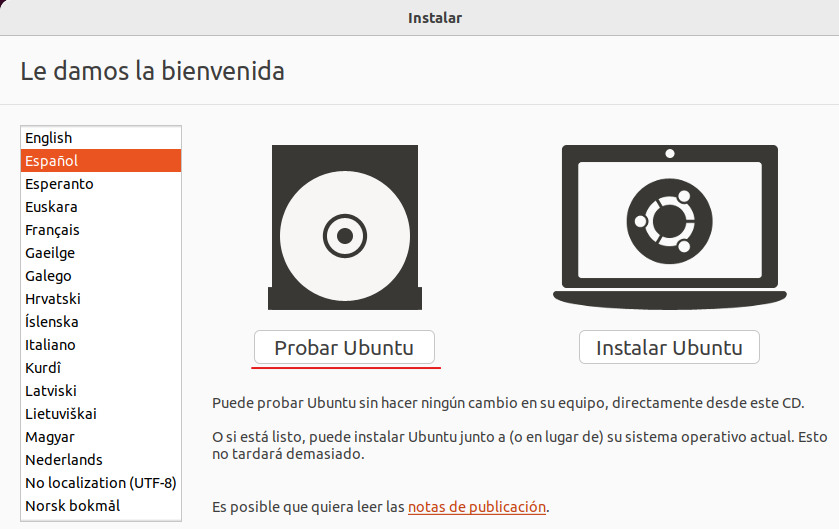 Instalar
Le damos la bienvenida
English
Español
Esperanto
Euskara
Français
Gaeilge
Galego
Hrvatski
Íslenska
Italiano
Kurdî
Latviski
Lietuviškai
Magyar
Nederlands
No localization (UTF-8)
Norsk bokmål
Probar Ubuntu
Instalar Ubuntu
Puede probar Ubuntu sin hacer ningún cambio en su equipo, directamente desde este CD.
O si está listo, puede instalar Ubuntu junto a (o en lugar de) su sistema operativo actual. Esto
no tardará demasiado.
Es posible que quiera leer las notas de publicación.